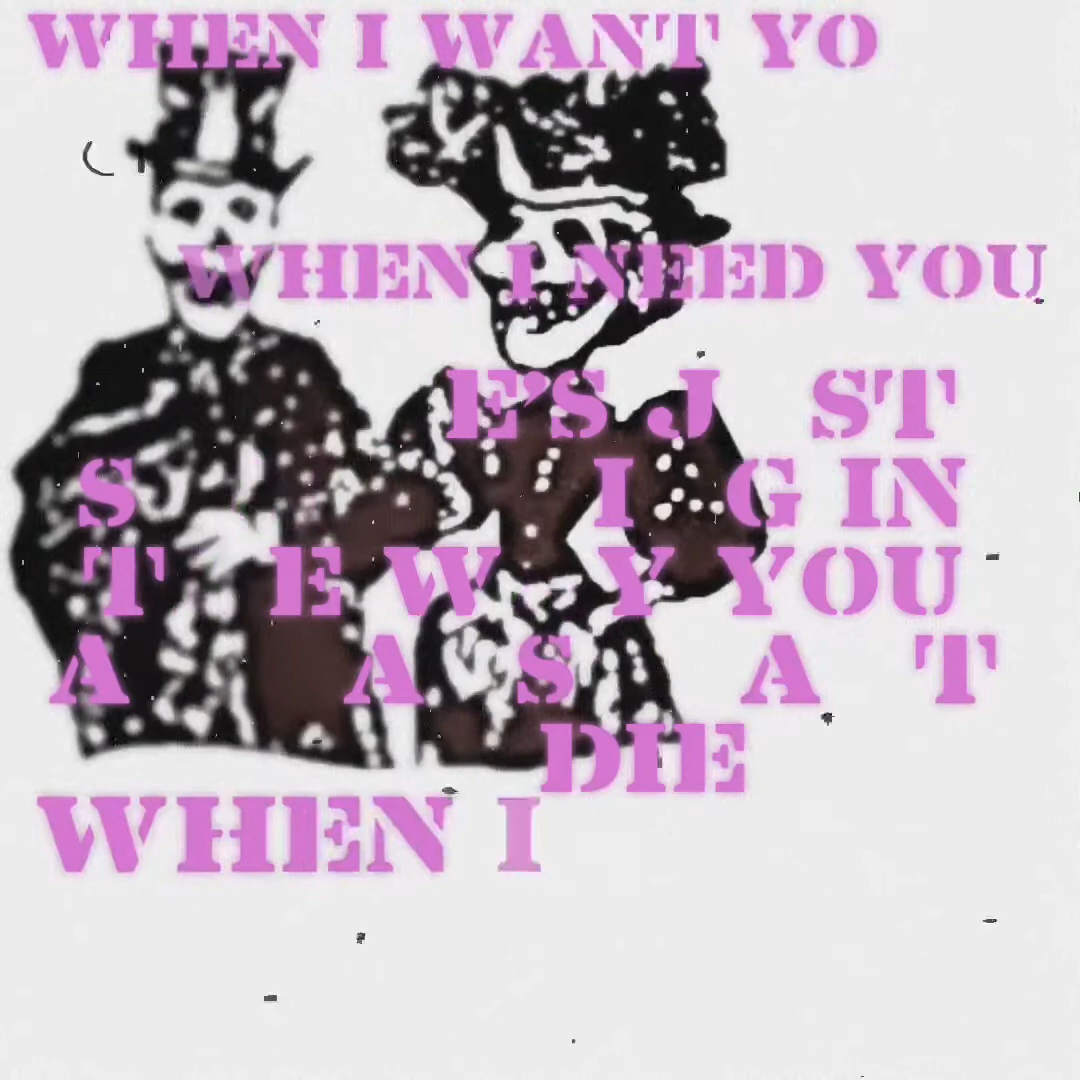 WHEN I WANT YO
WHEN I NEED YOU
E'S J ST
S I G IN
T E W Y YOU
A A S A T
DIE
WHEN I